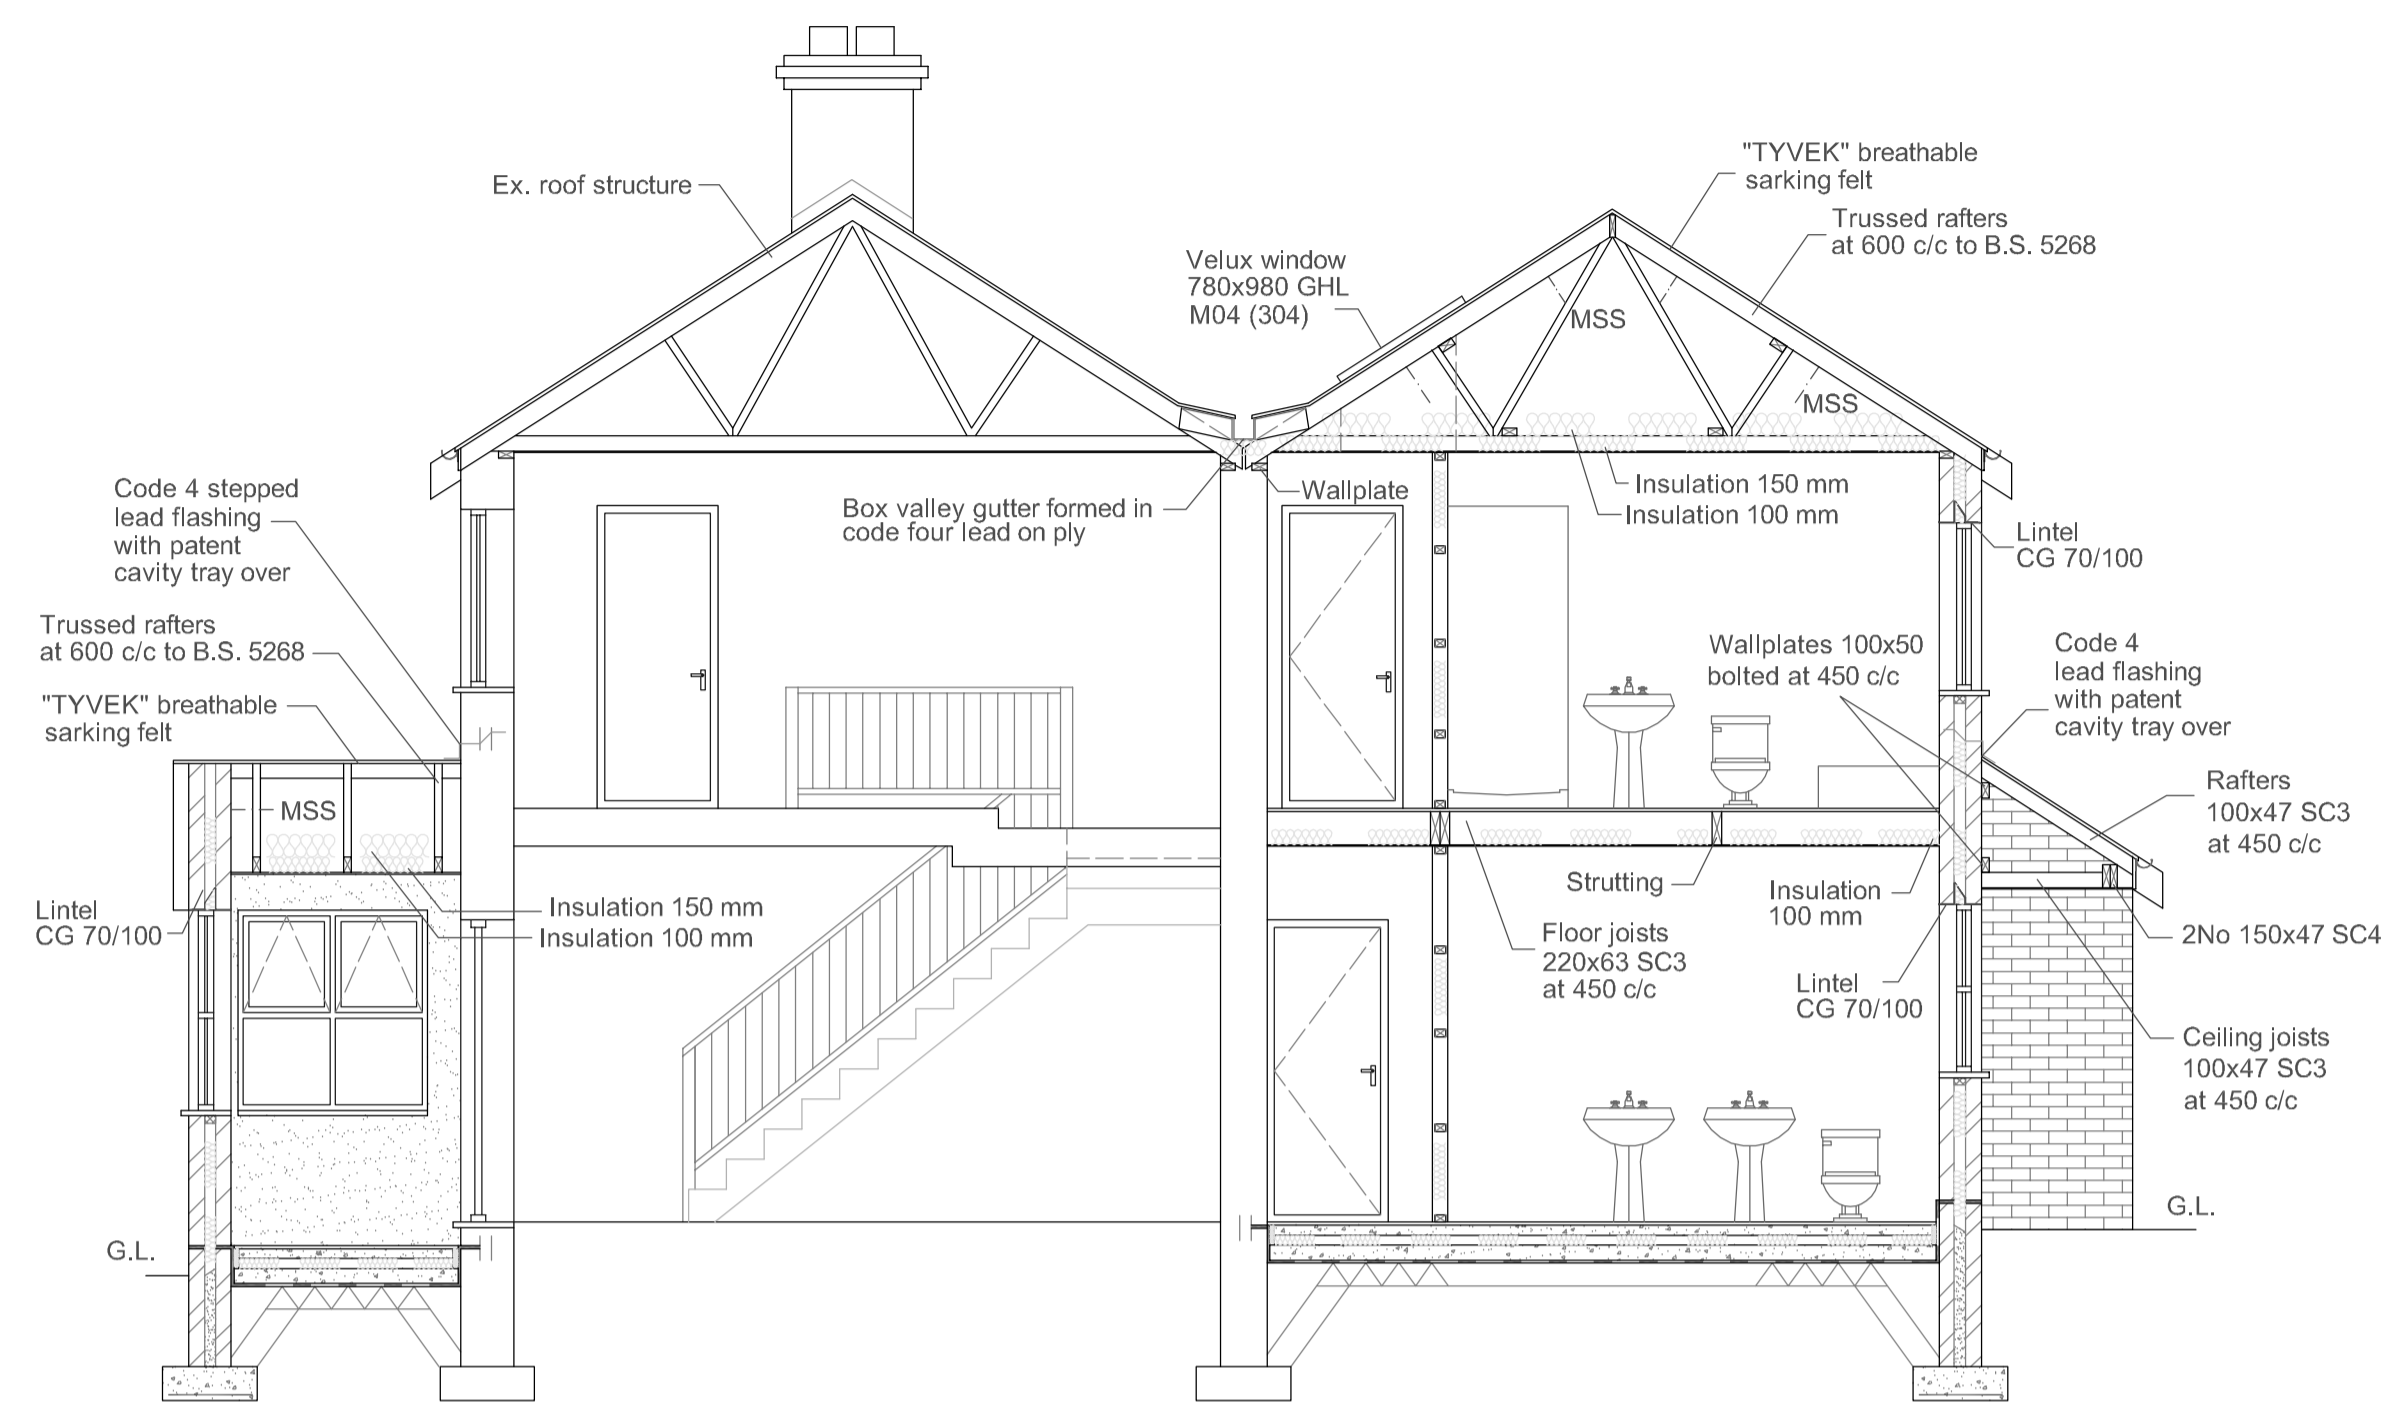 Ex. roof structure
"TYVEK" breathable
sarking felt
Trussed rafters
at 600 c/c to B.S. 5268
Velux window
780x980 GHL
M04 (304)
MSS
MSS
Code 4 stepped
lead flashing
with patent
cavity tray over
Box valley gutter formed in
code four lead on ply
Wallplate
Insulation 150 mm
Insulation 100 mm
Lintel
CG 70/100
Trussed rafters
at 600 c/c to B.S. 5268
"TYVEK" breathable
sarking felt
Wallplates 100x50
bolted at 450 c/c
Code 4
lead flashing
with patent
cavity tray over
MSS
Rafters
100x47 SC3
at 450 c/c
Lintel
CG 70/100
Insulation 150 mm
Insulation 100 mm
Strutting
Insulation
100 mm
Floor joists
220x63 SC3
at 450 c/c
Lintel
CG 70/100
2No 150x47 SC4
Ceiling joists
100x47 SC3
at 450 c/c
G.L.
G.L.